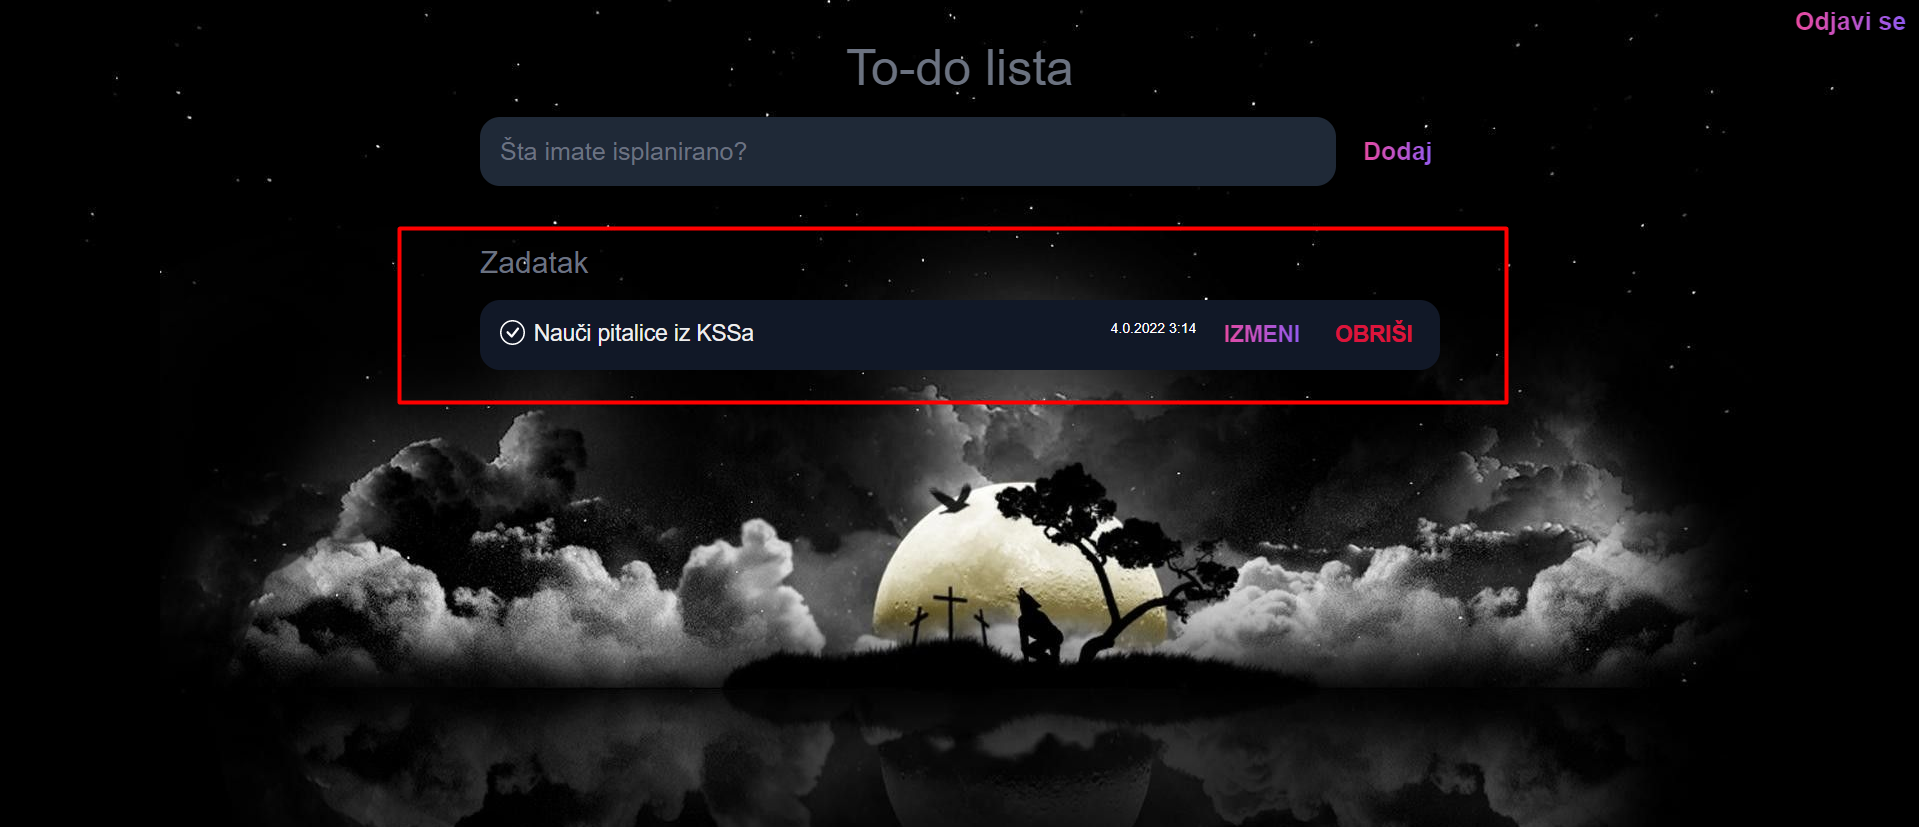 Odjavi se
To-do lista
Šta imate isplanirano?
Dodaj
Zadatak
Nauči pitalice iz KSSa
4.0.2022 3:14
IZMENI
OBRIŠI